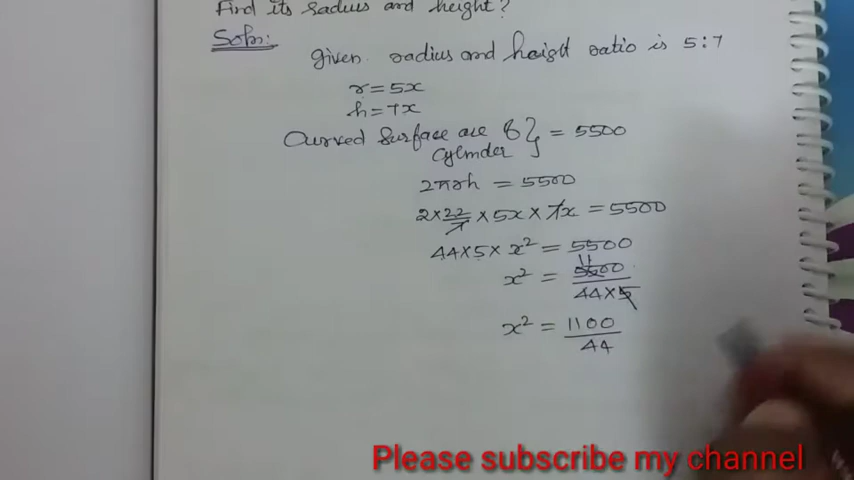 Find its radius and height?
Soln:
given radius and height ratio is 5:7
r = 5x
h = 7x
Curved Surface are of } = 5500
Cylinder
2πrh = 5500
2×22/7 × 5x × 7x = 5500
44×5× x² = 5500
x² = 5500/44×5 11
x² = 1100/44
Please subscribe my channel